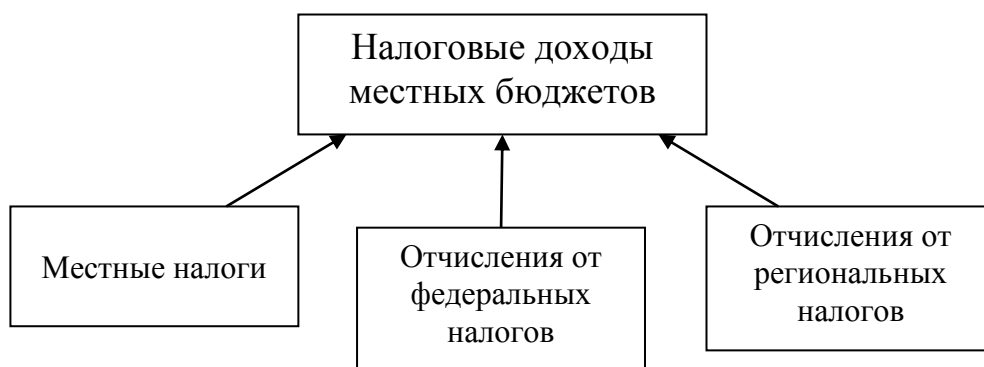 Налоговые доходы
местных бюджетов
Местные налоги
Отчисления от
федеральных
налогов
Отчисления от
региональных
налогов